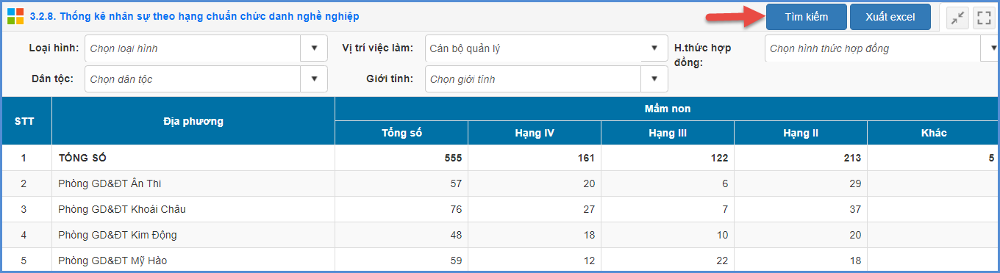 3.2.8. Thống kê nhân sự theo hạng chuẩn chức danh nghề nghiệp Tìm kiếm Xuất excel
Loại hình: Chọn loại hình Vị trí việc làm: Cán bộ quản lý H.thức hợp đồng: Chọn hình thức hợp đồng
Dân tộc: Chọn dân tộc Giới tính: Chọn giới tính
STT Địa phương Mầm non
Tổng số Hạng IV Hạng III Hạng II Khác
1 TỔNG SỐ 555 161 122 213 5
2 Phòng GD&ĐT Ân Thi 57 20 6 29
3 Phòng GD&ĐT Khoái Châu 76 27 7 37
4 Phòng GD&ĐT Kim Động 48 18 10 20
5 Phòng GD&ĐT Mỹ Hào 59 12 22 18